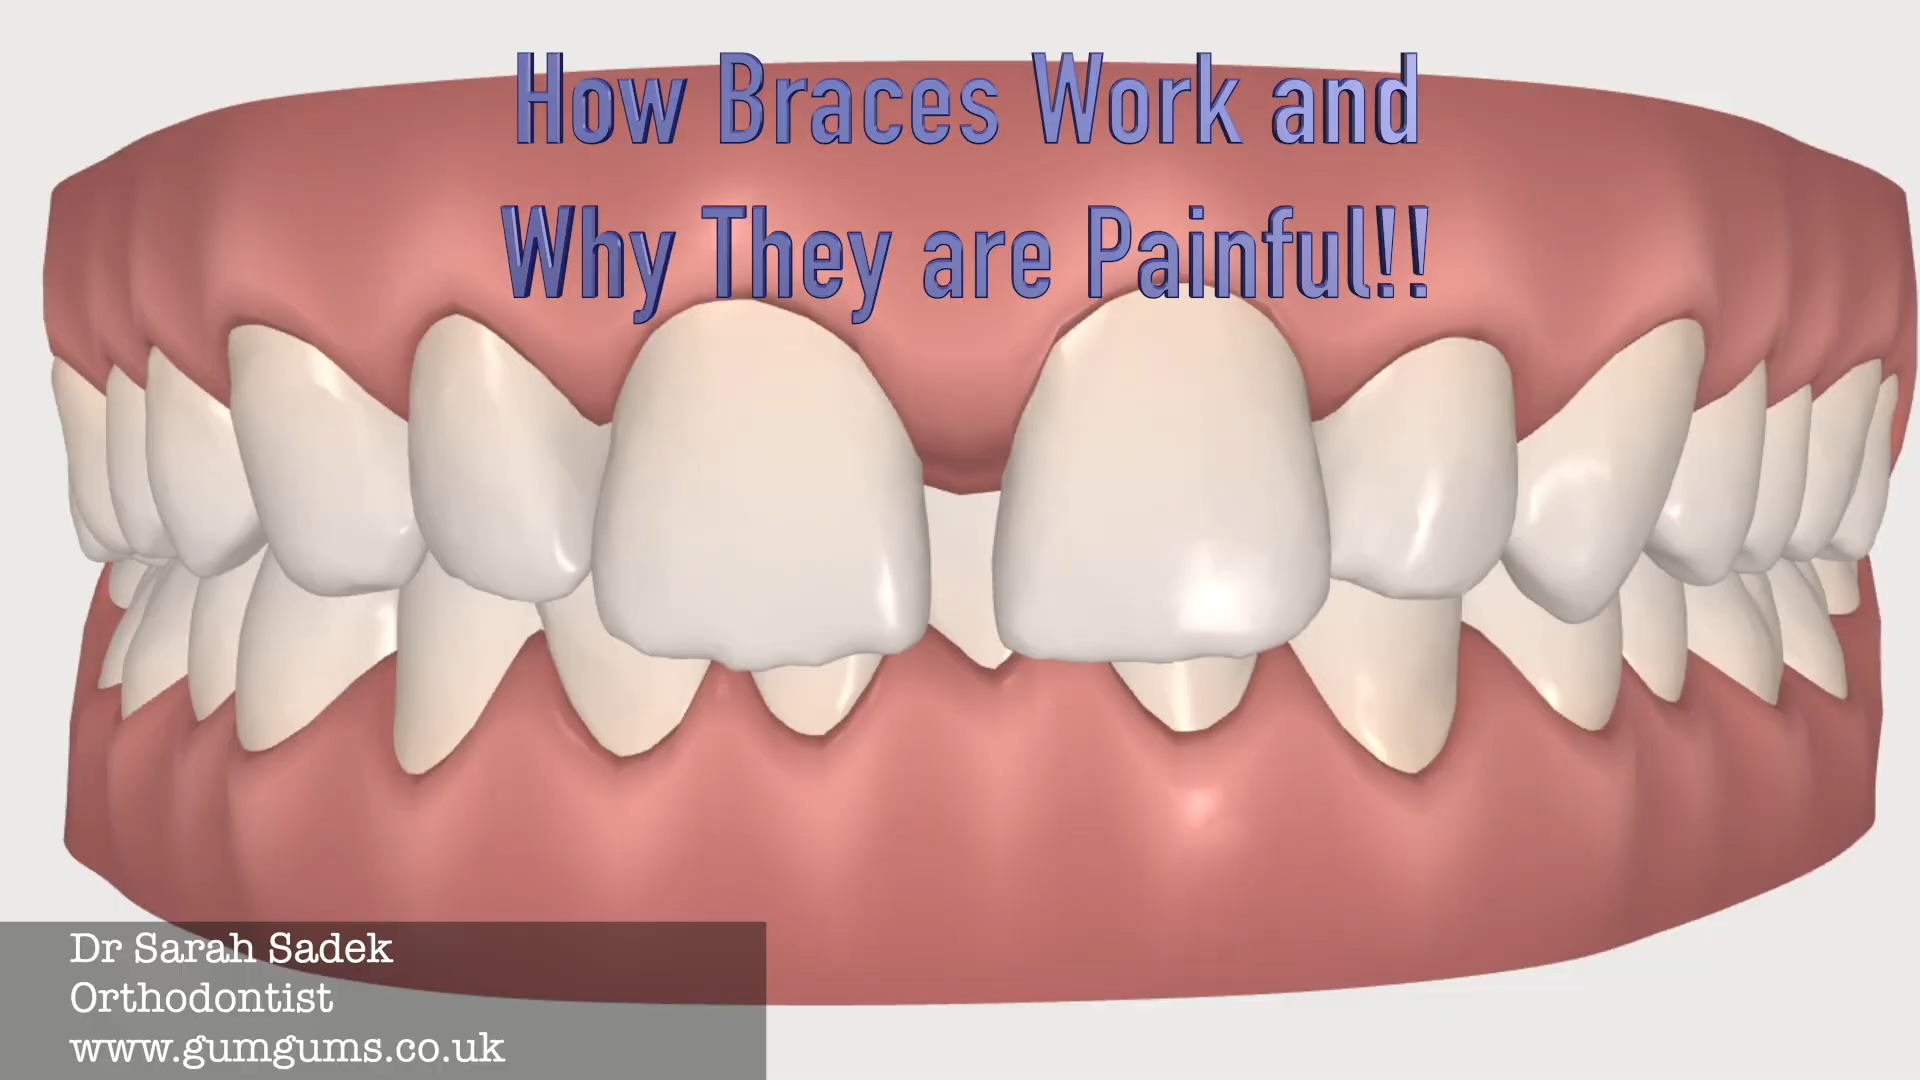 How Braces Work and
Why They are Painful!!
Dr Sarah Sadek
Orthodontist
www.gumgums.co.uk